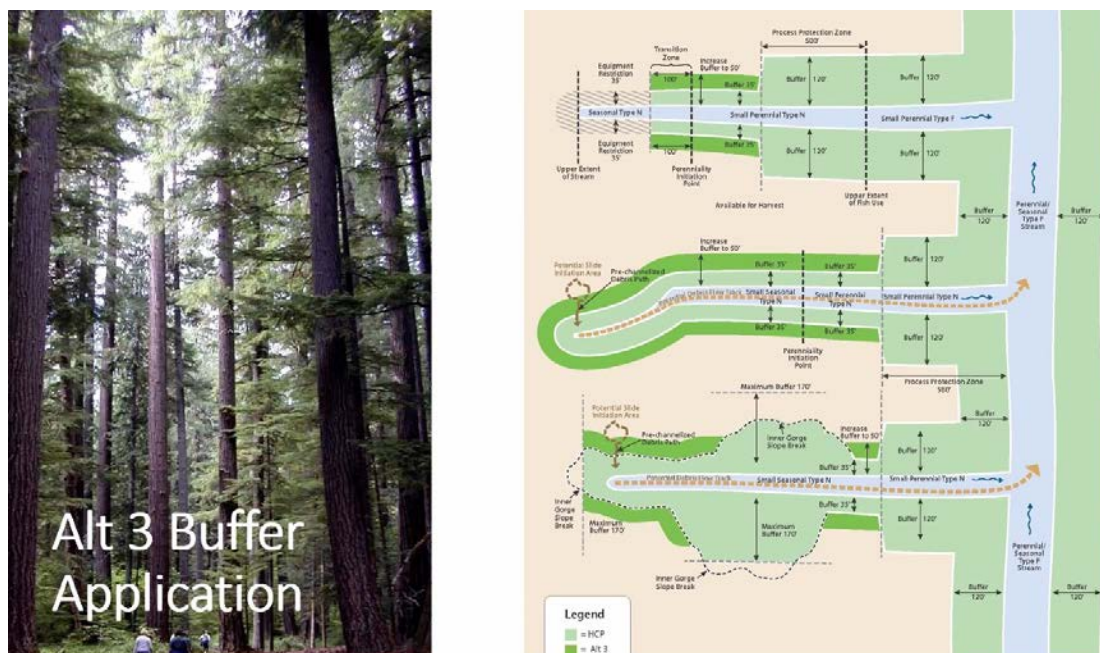 Alt 3 Buffer
Application
Process Protection Zone
500'
Transition
Zone
Increase
Buffer to 50'
Equipment
Restriction
35'
100'
Buffer 35'
Buffer
120'
Buffer
120'
Seasonal Type N
Small Perennial Type N
Small Perennial Type F
Equipment
Restriction
35'
100'
Buffer 35'
Buffer
120'
Buffer
120'
Upper Extent
of Stream
Perenniality
Initiation
Point
Upper Extent
of Fish Use
Available for Harvest
Buffer
120'
Perennial/
Seasonal
Type F
Stream
Buffer
120'
Increase
Buffer to 50'
Potential Slide
Initiation Area
Pre-channelized
Debris Path
Buffer 35'
Buffer 35'
Buffer
120'
Small Seasonal
Type N
Small Perennial
Type N
Small Perennial Type N
Buffer 35'
Buffer 35'
Buffer
120'
Perenniality
Initiation
Point
Process Protection Zone
500'
Maximum Buffer 170'
Potential Slide
Initiation Area
Pre-channelized
Debris Path
Inner Gorge
Slope Break
Increase
Buffer to 50'
Buffer
120'
Buffer
120'
Buffer
35'
Small Seasonal Type N
Small Perennial Type N
Inner
Gorge
Slope
Break
Maximum
Buffer 170'
Maximum
Buffer 170'
Buffer 35'
Buffer
120'
Perennial/
Seasonal
Type F
Stream
Inner Gorge
Slope Break
Buffer
120'
Buffer
120'
Legend
= HCP
= Alt 3